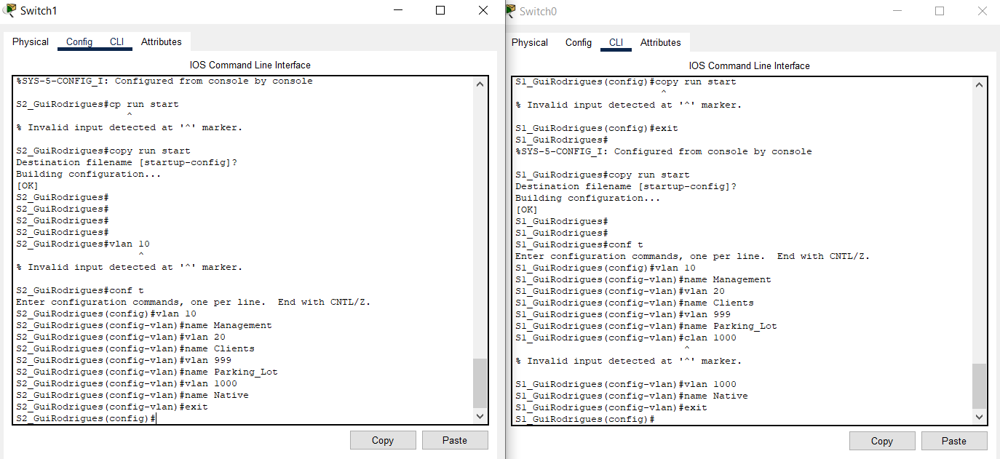 Switch1
Physical Config CLI Attributes
IOS Command Line Interface
%SYS-5-CONFIG_I: Configured from console by console
S2_GuiRodrigues#cp run start
^
% Invalid input detected at '^' marker.
S2_GuiRodrigues#copy run start
Destination filename [startup-config]?
Building configuration...
[OK]
S2_GuiRodrigues#
S2_GuiRodrigues#
S2_GuiRodrigues#
S2_GuiRodrigues#
S2_GuiRodrigues#vlan 10
^
% Invalid input detected at '^' marker.
S2_GuiRodrigues#conf t
Enter configuration commands, one per line.  End with CNTL/Z.
S2_GuiRodrigues(config)#vlan 10
S2_GuiRodrigues(config-vlan)#name Management
S2_GuiRodrigues(config-vlan)#vlan 20
S2_GuiRodrigues(config-vlan)#name Clients
S2_GuiRodrigues(config-vlan)#vlan 999
S2_GuiRodrigues(config-vlan)#name Parking_Lot
S2_GuiRodrigues(config-vlan)#vlan 1000
S2_GuiRodrigues(config-vlan)#name Native
S2_GuiRodrigues(config-vlan)#exit
S2_GuiRodrigues(config)#
Copy Paste
Switch0
Physical Config CLI Attributes
IOS Command Line Interface
S1_GuiRodrigues(config)#copy run start
^
% Invalid input detected at '^' marker.
S1_GuiRodrigues(config)#exit
S1_GuiRodrigues#
%SYS-5-CONFIG_I: Configured from console by console
S1_GuiRodrigues#copy run start
Destination filename [startup-config]?
Building configuration...
[OK]
S1_GuiRodrigues#
S1_GuiRodrigues#
S1_GuiRodrigues#conf t
Enter configuration commands, one per line.  End with CNTL/Z.
S1_GuiRodrigues(config)#vlan 10
S1_GuiRodrigues(config-vlan)#name Management
S1_GuiRodrigues(config-vlan)#vlan 20
S1_GuiRodrigues(config-vlan)#name Clients
S1_GuiRodrigues(config-vlan)#vlan 999
S1_GuiRodrigues(config-vlan)#name Parking_Lot
S1_GuiRodrigues(config-vlan)#clan 1000
^
% Invalid input detected at '^' marker.
S1_GuiRodrigues(config-vlan)#vlan 1000
S1_GuiRodrigues(config-vlan)#name Native
S1_GuiRodrigues(config-vlan)#exit
S1_GuiRodrigues(config)#
Copy Paste